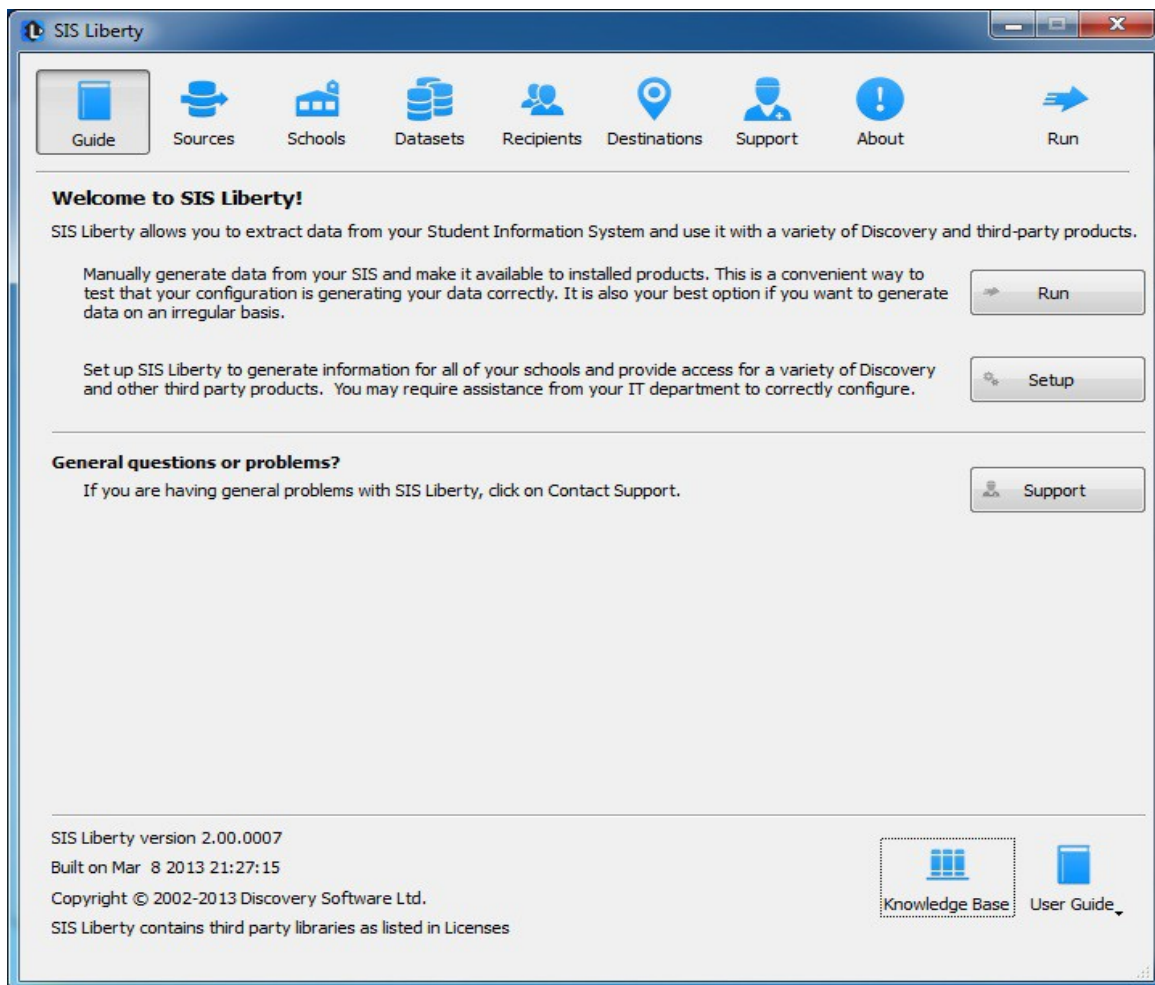 SIS Liberty
Guide Sources Schools Datasets Recipients Destinations Support About Run
Welcome to SIS Liberty!
SIS Liberty allows you to extract data from your Student Information System and use it with a variety of Discovery and third-party products.
Manually generate data from your SIS and make it available to installed products. This is a convenient way to
test that your configuration is generating your data correctly. It is also your best option if you want to generate
data on an irregular basis.
Run
Set up SIS Liberty to generate information for all of your schools and provide access for a variety of Discovery
and other third party products.  You may require assistance from your IT department to correctly configure.
Setup
General questions or problems?
If you are having general problems with SIS Liberty, click on Contact Support.
Support
SIS Liberty version 2.00.0007
Built on Mar  8 2013 21:27:15
Copyright © 2002-2013 Discovery Software Ltd.
SIS Liberty contains third party libraries as listed in Licenses
Knowledge Base User Guide